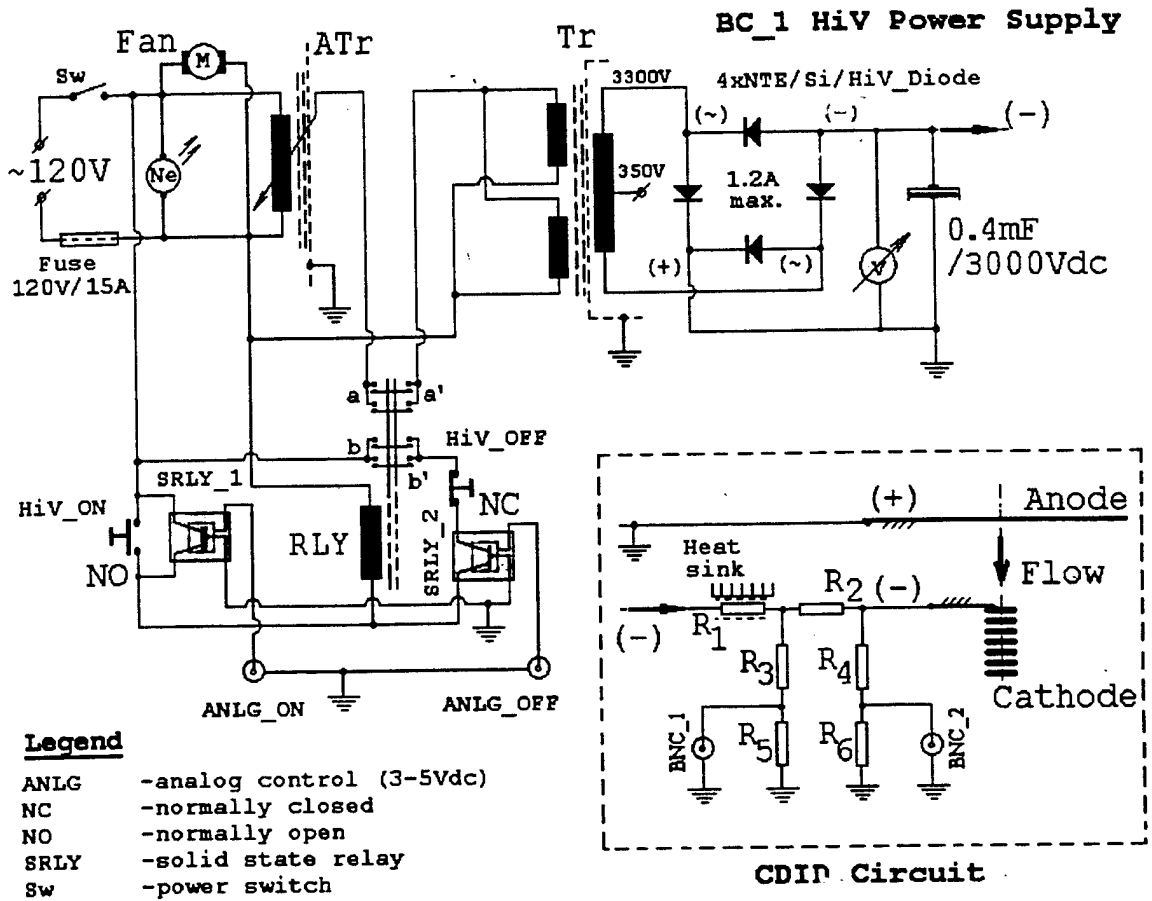 BC_1 HiV Power Supply
Fan
M
ATr
Tr
Sw
3300V
4xNTE/Si/HiV_Diode
(~)
(-)
(-)
~120V
Ne
350V
1.2A
max.
Fuse
120V/15A
(+)
(~)
V
0.4mF
/3000Vdc
a
a'
b
b'
HiV_OFF
SRLY_1
HiV_ON
NC
NO
RLY
SRLY_2
ANLG_ON
ANLG_OFF
(+)
Anode
Heat
sink
Flow
R2
(-)
(-)
R1
R3
R4
Cathode
BNC_1
R5
R6
BNC_2
Legend
ANLG -analog control (3-5Vdc)
NC -normally closed
NO -normally open
SRLY -solid state relay
Sw -power switch
Circuit